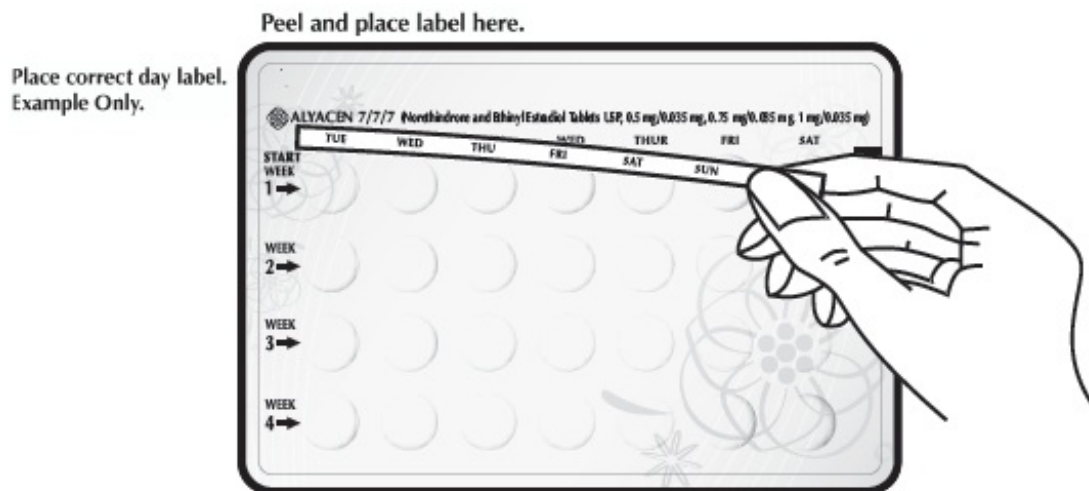 Peel and place label here.
Place correct day label.
Example Only.
ALYACEN 7/7/7 (Norethindrone and Ethinyl Estradiol Tablets USP, 0.5 mg/0.035 mg, 0.75 mg/0.035 mg, 1 mg/0.035 mg)
WED THUR FRI SAT
TUE WED THU FRI SAT SUN
START
WEEK
1
WEEK
2
WEEK
3
WEEK
4